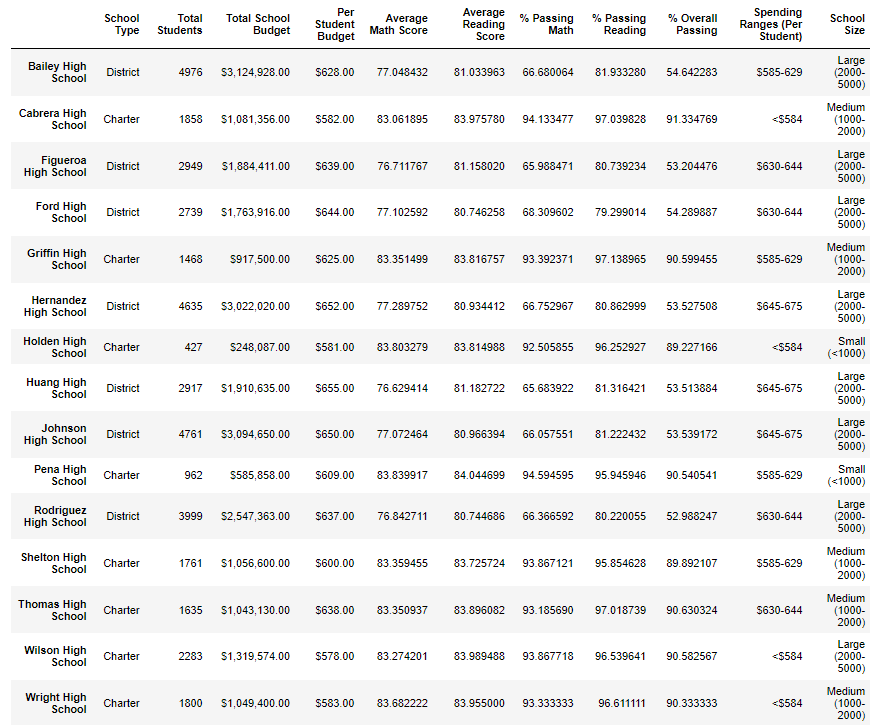 School Type Total Students Total School Budget Per Student Budget Average Math Score Average Reading Score % Passing Math % Passing Reading % Overall Passing Spending Ranges (Per Student) School Size
Bailey High School District 4976 $3,124,928.00 $628.00 77.048432 81.033963 66.680064 81.933280 54.642283 $585-629 Large (2000-5000)
Cabrera High School Charter 1858 $1,081,356.00 $582.00 83.061895 83.975780 94.133477 97.039828 91.334769 <$584 Medium (1000-2000)
Figueroa High School District 2949 $1,884,411.00 $639.00 76.711767 81.158020 65.988471 80.739234 53.204476 $630-644 Large (2000-5000)
Ford High School District 2739 $1,763,916.00 $644.00 77.102592 80.746258 68.309602 79.299014 54.289887 $630-644 Large (2000-5000)
Griffin High School Charter 1468 $917,500.00 $625.00 83.351499 83.816757 93.392371 97.138965 90.599455 $585-629 Medium (1000-2000)
Hernandez High School District 4635 $3,022,020.00 $652.00 77.289752 80.934412 66.752967 80.862999 53.527508 $645-675 Large (2000-5000)
Holden High School Charter 427 $248,087.00 $581.00 83.803279 83.814988 92.505855 96.252927 89.227166 <$584 Small (<1000)
Huang High School District 2917 $1,910,635.00 $655.00 76.629414 81.182722 65.683922 81.316421 53.513884 $645-675 Large (2000-5000)
Johnson High School District 4761 $3,094,650.00 $650.00 77.072464 80.966394 66.057551 81.222432 53.539172 $645-675 Large (2000-5000)
Pena High School Charter 962 $585,858.00 $609.00 83.839917 84.044699 94.594595 95.945946 90.540541 $585-629 Small (<1000)
Rodriguez High School District 3999 $2,547,363.00 $637.00 76.842711 80.744686 66.366592 80.220055 52.988247 $630-644 Large (2000-5000)
Shelton High School Charter 1761 $1,056,600.00 $600.00 83.359455 83.725724 93.867121 95.854628 89.892107 $585-629 Medium (1000-2000)
Thomas High School Charter 1635 $1,043,130.00 $638.00 83.350937 83.896082 93.185690 97.018739 90.630324 $630-644 Medium (1000-2000)
Wilson High School Charter 2283 $1,319,574.00 $578.00 83.274201 83.989488 93.867718 96.539641 90.582567 <$584 Large (2000-5000)
Wright High School Charter 1800 $1,049,400.00 $583.00 83.682222 83.955000 93.333333 96.611111 90.333333 <$584 Medium (1000-2000)